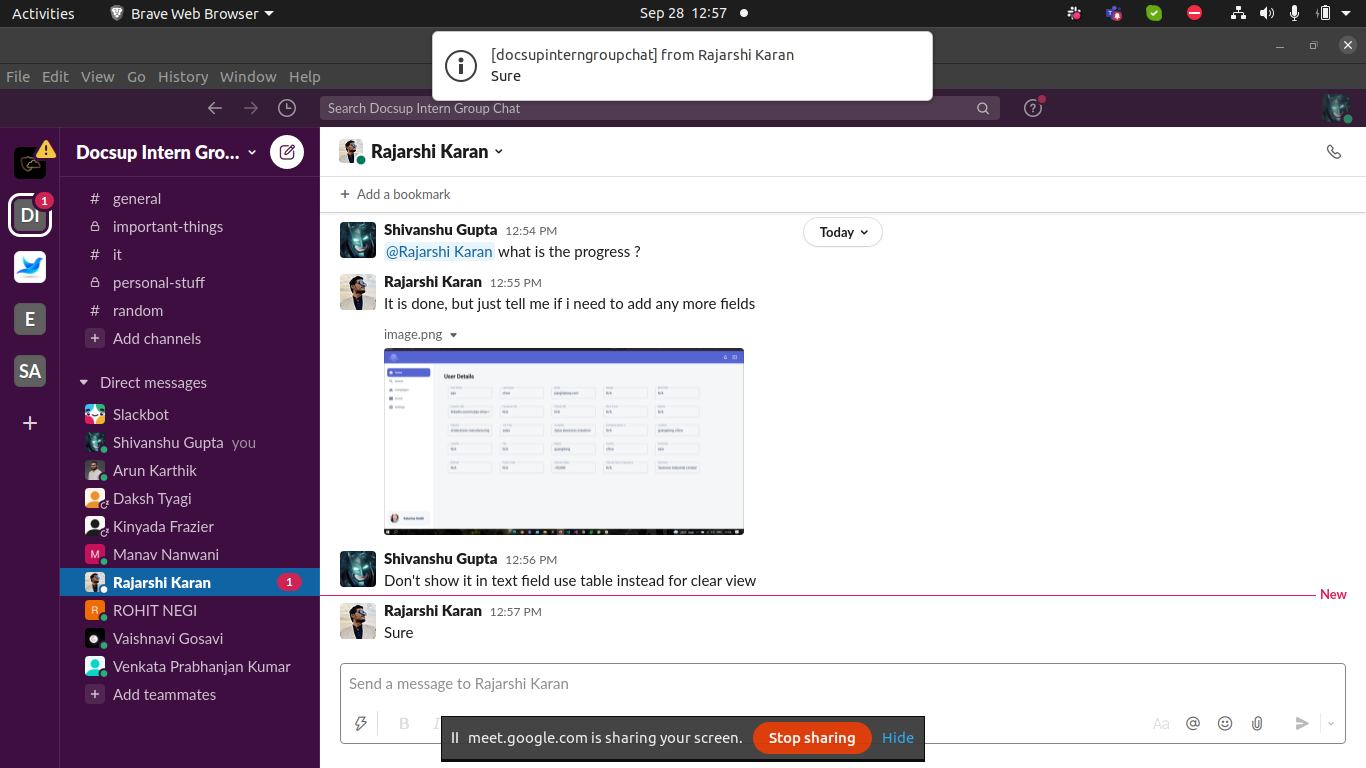 Activities
Brave Web Browser
Sep 28 12:57
[docsupinterngroupchat] from Rajarshi Karan
Sure
File Edit View Go History Window Help
Search Docsup Intern Group Chat
Docsup Intern Gro...
# general
important-things
# it
personal-stuff
# random
+ Add channels
Direct messages
Slackbot
Shivanshu Gupta you
Arun Karthik
Daksh Tyagi
Kinyada Frazier
M Manav Nanwani
Rajarshi Karan 1
R ROHIT NEGI
Vaishnavi Gosavi
Venkata Prabhanjan Kumar
+ Add teammates
DI
1
E
SA
+
Rajarshi Karan
+ Add a bookmark
Today
Shivanshu Gupta 12:54 PM
@Rajarshi Karan what is the progress ?
Rajarshi Karan 12:55 PM
It is done, but just tell me if i need to add any more fields
image.png
User Details
Shivanshu Gupta 12:56 PM
Don't show it in text field use table instead for clear view
New
Rajarshi Karan 12:57 PM
Sure
Send a message to Rajarshi Karan
B
Aa
meet.google.com is sharing your screen.
Stop sharing
Hide